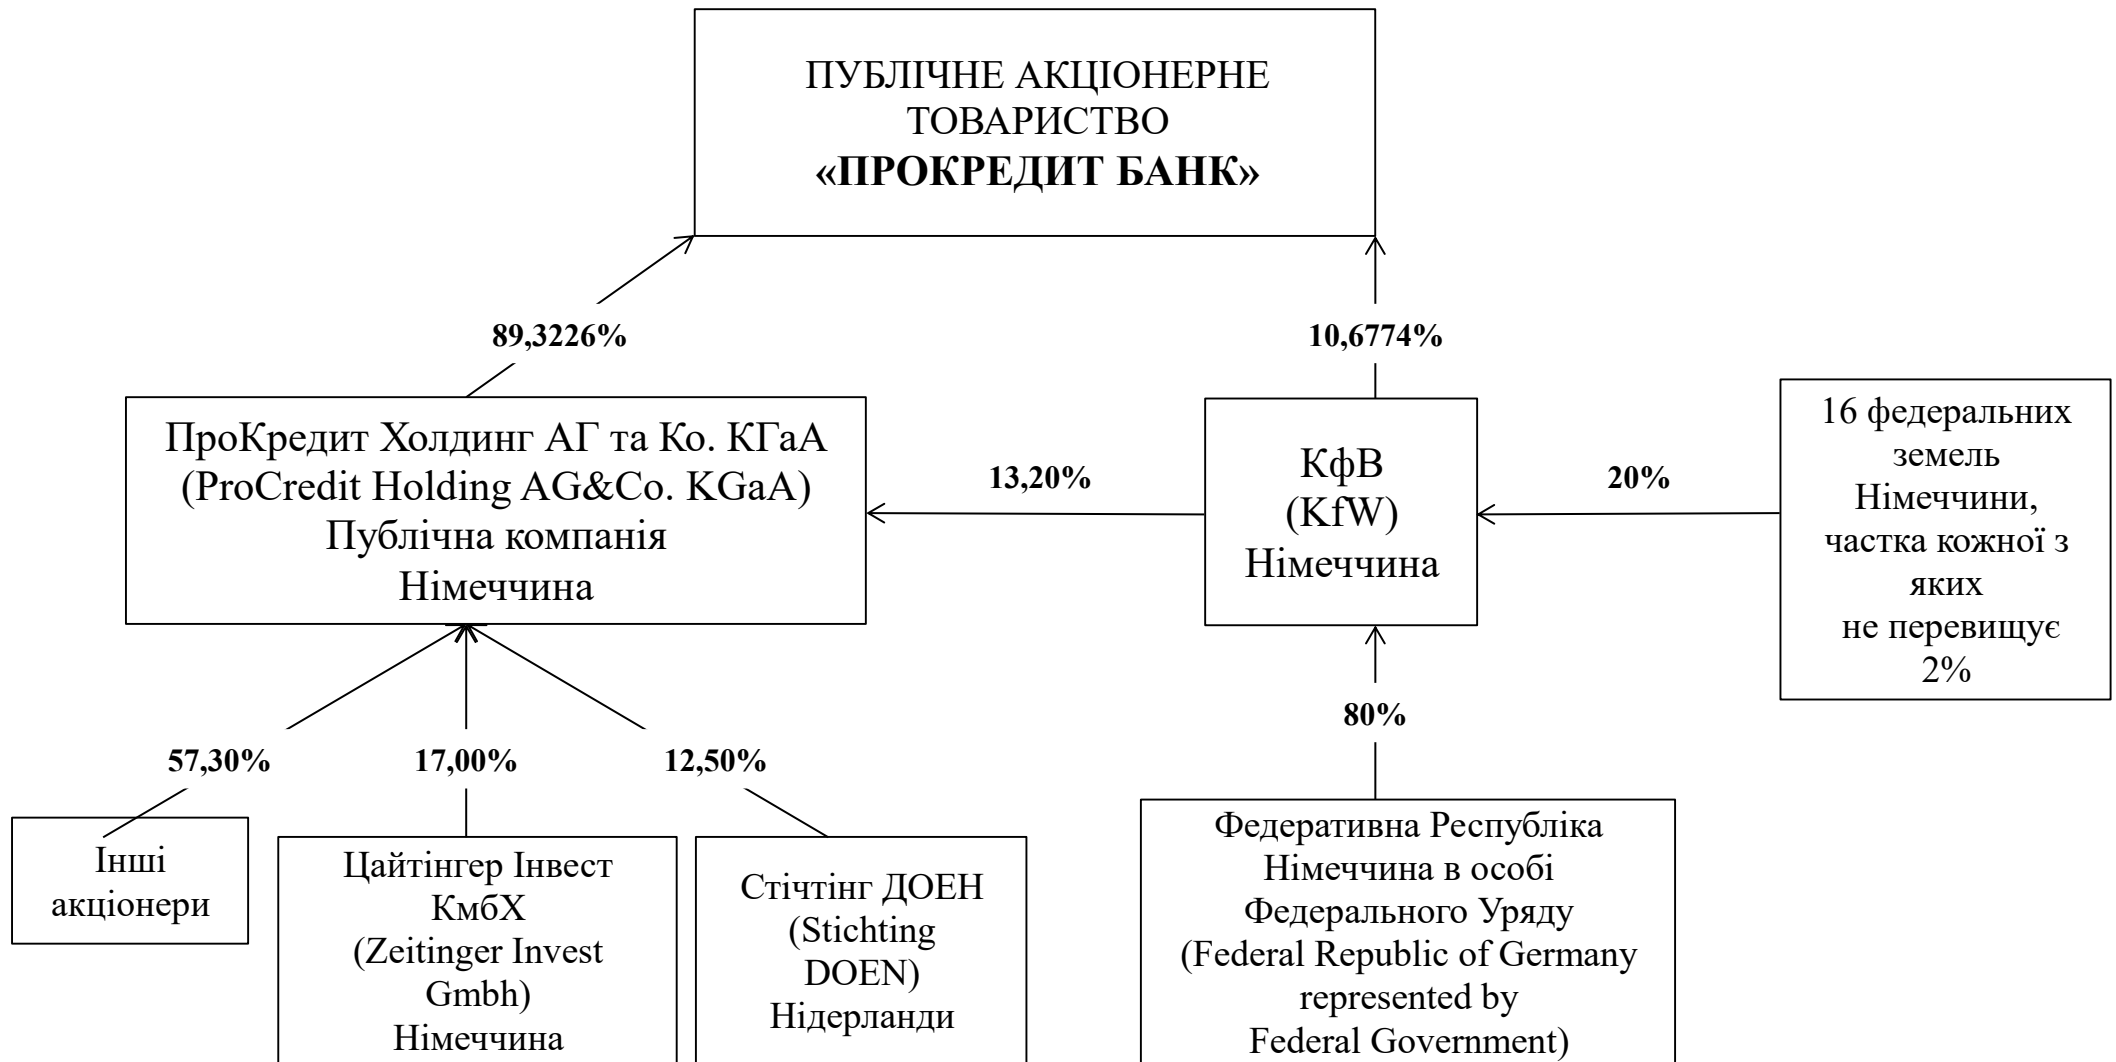 ПУБЛІЧНЕ АКЦІОНЕРНЕ
ТОВАРИСТВО
«ПРОКРЕДИТ БАНК»
89,3226%
10,6774%
ПроКредит Холдинг АГ та Ко. КГаА
(ProCredit Holding AG&Co. KGaA)
Публічна компанія
Німеччина
13,20%
КфВ
(KfW)
Німеччина
20%
16 федеральних
земель
Німеччини,
частка кожної з
яких
не перевищує
2%
57,30%
17,00%
12,50%
80%
Інші
акціонери
Цайтінгер Інвест
КмбХ
(Zeitinger Invest
Gmbh)
Німеччина
Стічтінг ДОЕН
(Stichting
DOEN)
Нідерланди
Федеративна Республіка
Німеччина в особі
Федерального Уряду
(Federal Republic of Germany
represented by
Federal Government)